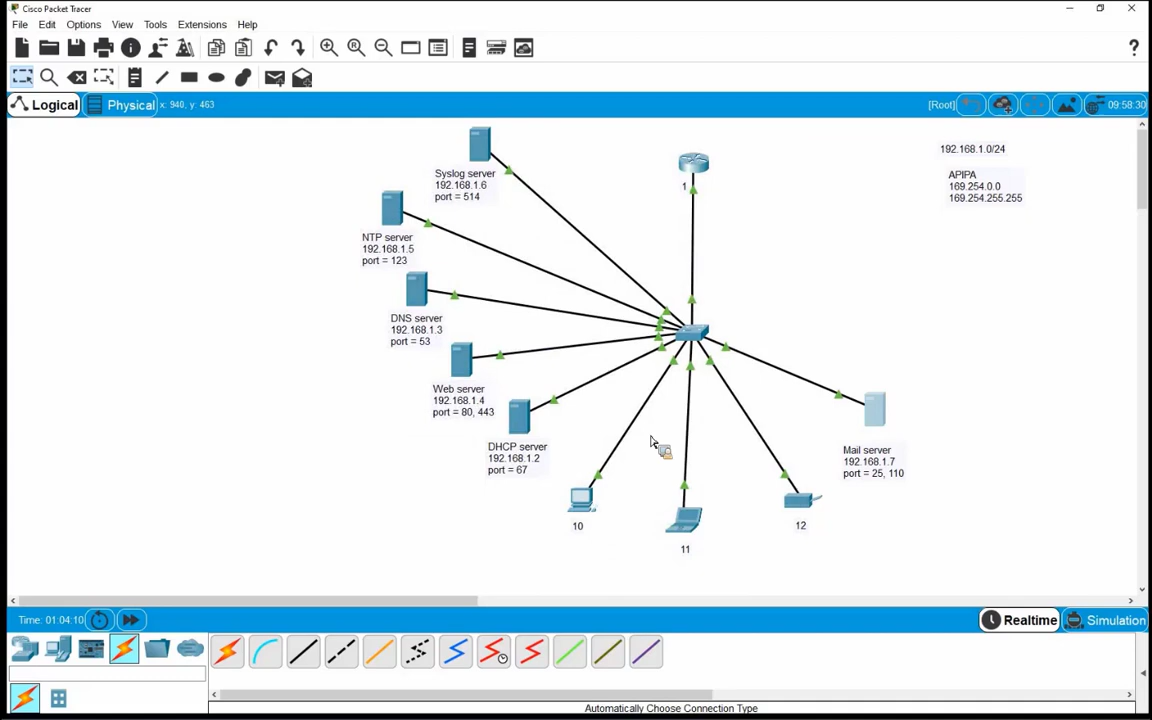 Cisco Packet Tracer
File Edit Options View Tools Extensions Help
Logical Physical x: 940, y: 463 [Root] 09:58:30
Syslog server
192.168.1.6
port = 514
1
192.168.1.0/24
APIPA
169.254.0.0
169.254.255.255
NTP server
192.168.1.5
port = 123
DNS server
192.168.1.3
port = 53
Web server
192.168.1.4
port = 80, 443
DHCP server
192.168.1.2
port = 67
Mail server
192.168.1.7
port = 25, 110
10
11
12
Time: 01:04:10 Realtime Simulation
Automatically Choose Connection Type